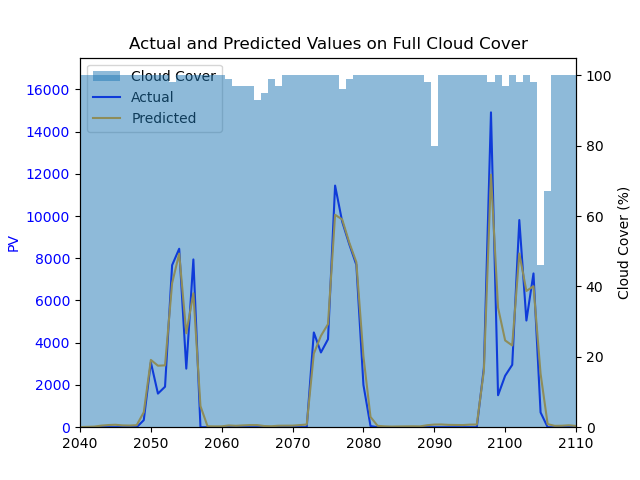 Actual and Predicted Values on Full Cloud Cover
Cloud Cover
Actual
Predicted
16000
14000
12000
10000
8000
6000
4000
2000
0
PV
100
80
60
40
20
0
Cloud Cover (%)
2040 2050 2060 2070 2080 2090 2100 2110